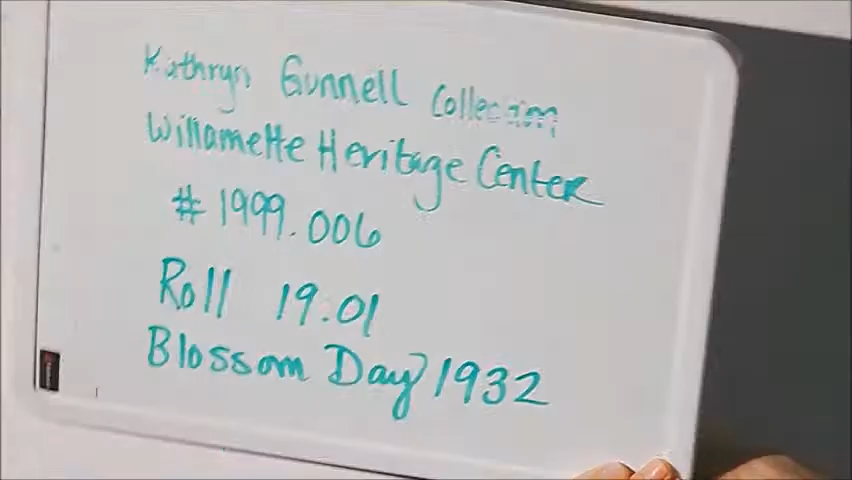 Kathryn Gunnell Collection
Willamette Heritage Center
# 1999.006
Roll 19.01
Blossom Day 1932